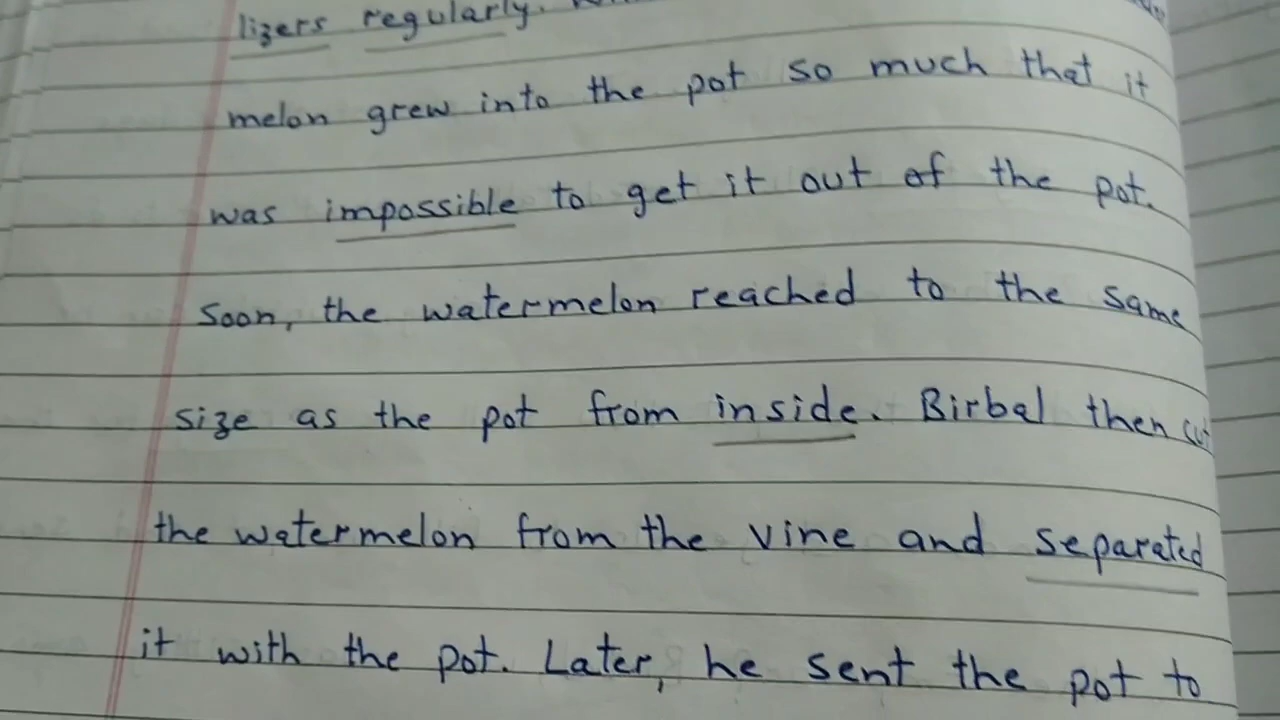 lizers regularly.
melon grew into the pot so much that it
was impossible to get it out of the pot.
Soon, the watermelon reached to the same
size as the pot from inside. Birbal then cut
the watermelon from the vine and separated
it with the pot. Later, he sent the pot to